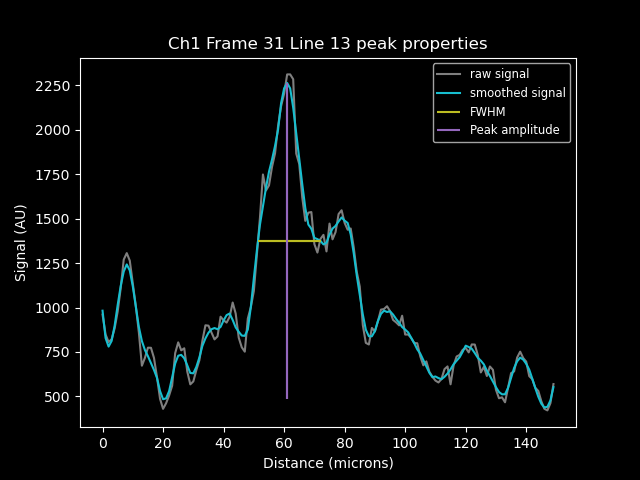 Ch1 Frame 31 Line 13 peak properties
raw signal
smoothed signal
FWHM
Peak amplitude
Signal (AU)
2250
2000
1750
1500
1250
1000
750
500
0 20 40 60 80 100 120 140
Distance (microns)